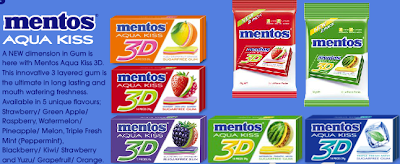 mentos
AQUA KISS
A NEW dimension in Gum is
here with Mentos Aqua Kiss 3D.
This innovative 3 layered gum is
the ultimate in long lasting and
mouth watering freshness.
Available in 5 unique flavours;
Strawberry/ Green Apple/
Raspberry, Watermelon/
Pineapple/ Melon, Triple Fresh
Mint (Peppermint),
Blackberry/ Kiwi/ Strawberry
and Yuzu/ Grapefruit/ Orange
mentos
3D
SUGARFREE GUM
mentos
3D
mentos
3D
mentos
3D
mentos
3D
mentos
3D
mentos
3D